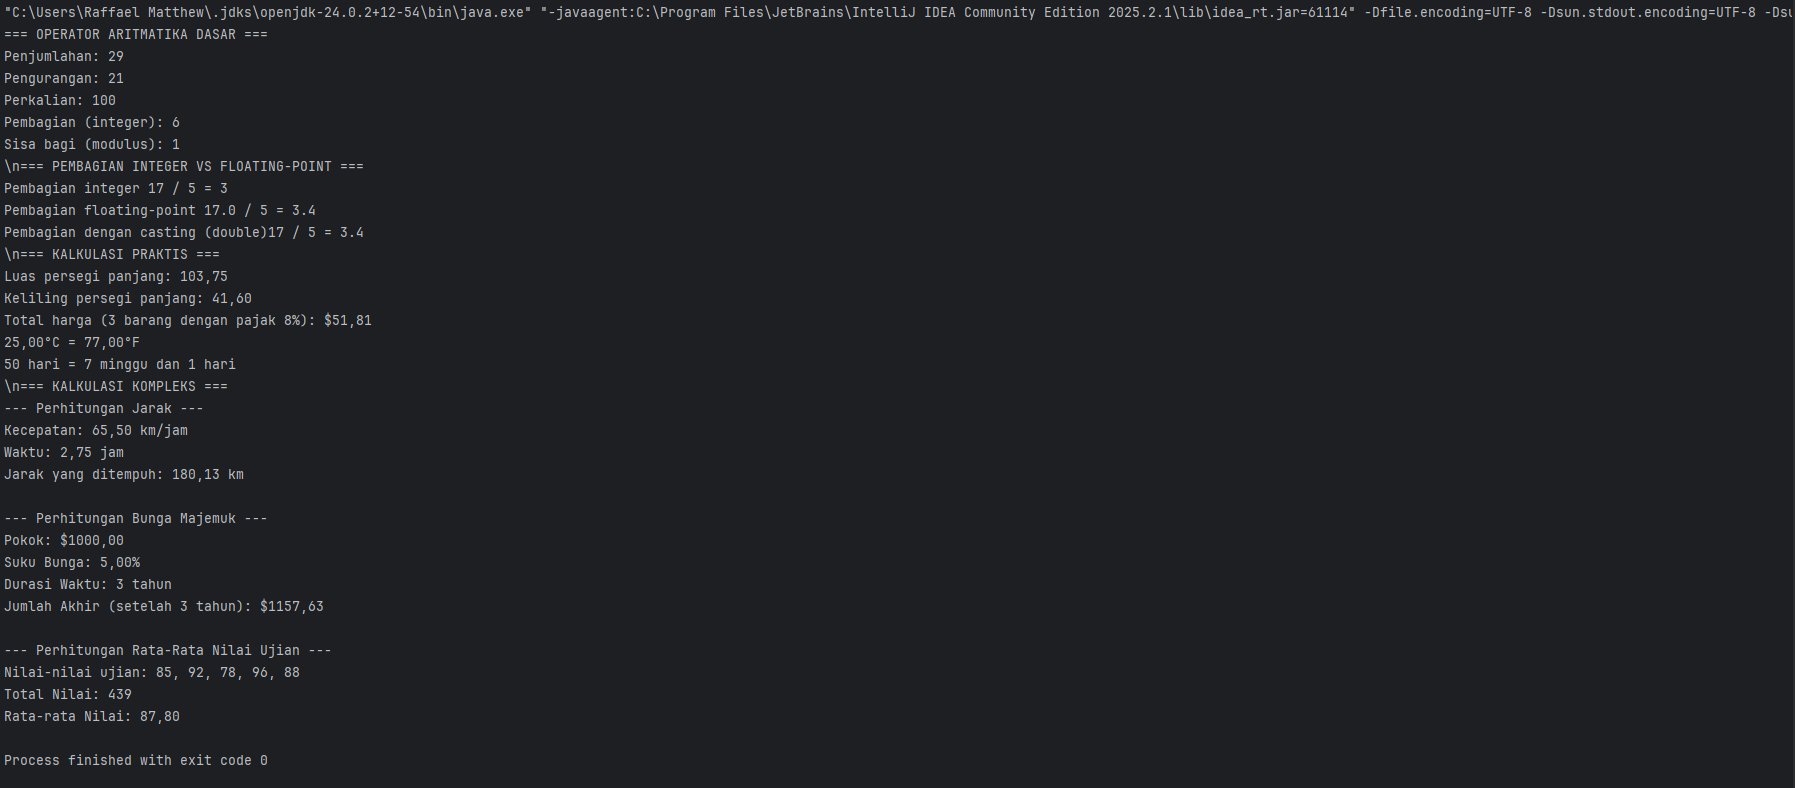 "C:\Users\Raffael Matthew\.jdks\openjdk-24.0.2+12-54\bin\java.exe" "-javaagent:C:\Program Files\JetBrains\IntelliJ IDEA Community Edition 2025.2.1\lib\idea_rt.jar=61114" -Dfile.encoding=UTF-8 -Dsun.stdout.encoding=UTF-8 -Dsu
=== OPERATOR ARITMATIKA DASAR ===
Penjumlahan: 29
Pengurangan: 21
Perkalian: 100
Pembagian (integer): 6
Sisa bagi (modulus): 1
\n=== PEMBAGIAN INTEGER VS FLOATING-POINT ===
Pembagian integer 17 / 5 = 3
Pembagian floating-point 17.0 / 5 = 3.4
Pembagian dengan casting (double)17 / 5 = 3.4
\n=== KALKULASI PRAKTIS ===
Luas persegi panjang: 103,75
Keliling persegi panjang: 41,60
Total harga (3 barang dengan pajak 8%): $51,81
25,00°C = 77,00°F
50 hari = 7 minggu dan 1 hari
\n=== KALKULASI KOMPLEKS ===
--- Perhitungan Jarak ---
Kecepatan: 65,50 km/jam
Waktu: 2,75 jam
Jarak yang ditempuh: 180,13 km
--- Perhitungan Bunga Majemuk ---
Pokok: $1000,00
Suku Bunga: 5,00%
Durasi Waktu: 3 tahun
Jumlah Akhir (setelah 3 tahun): $1157,63
--- Perhitungan Rata-Rata Nilai Ujian ---
Nilai-nilai ujian: 85, 92, 78, 96, 88
Total Nilai: 439
Rata-rata Nilai: 87,80
Process finished with exit code 0